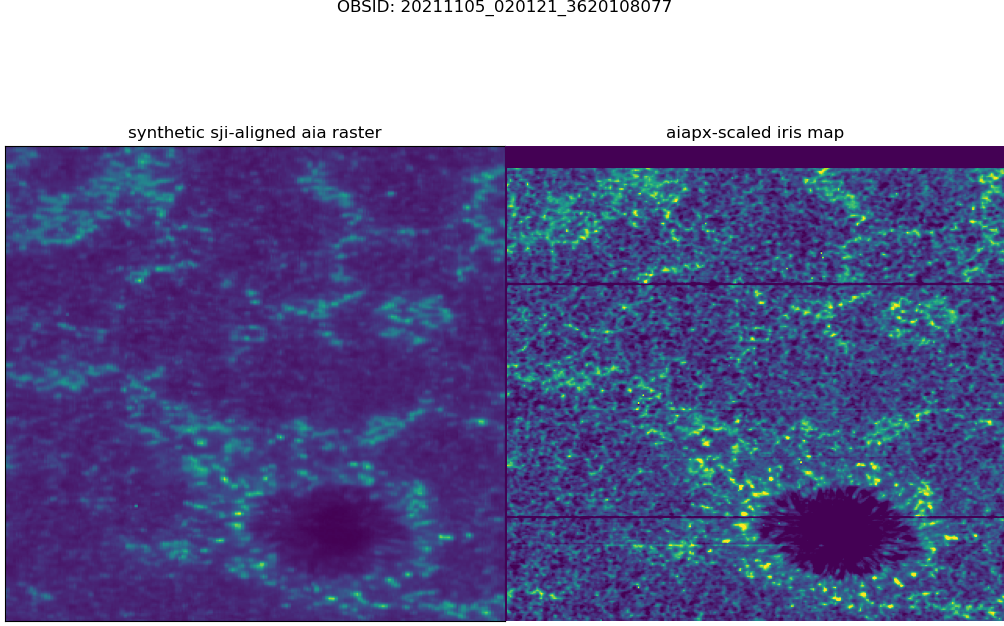 OBSID: 20211105_020121_3620108077
synthetic sji-aligned aia raster
aiapx-scaled iris map